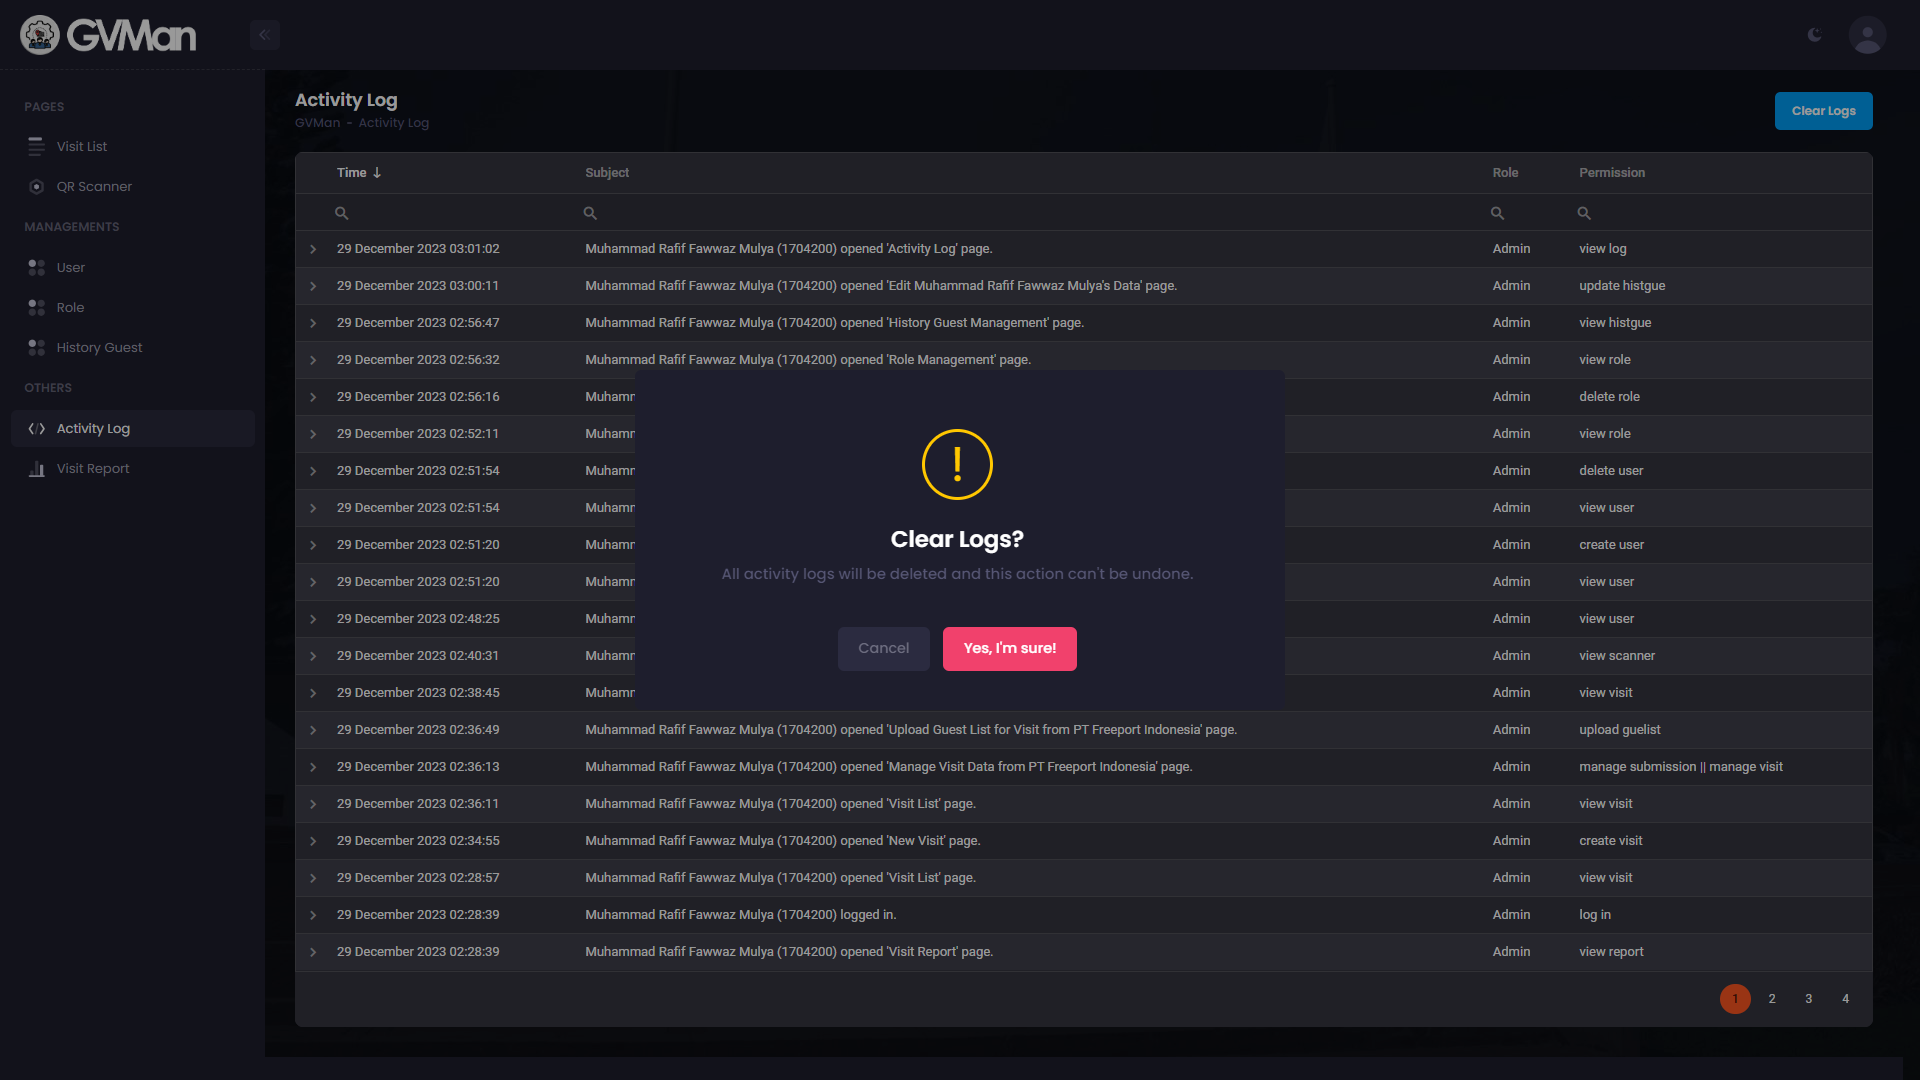 GVMan
PAGES
Visit List
QR Scanner
MANAGEMENTS
User
Role
History Guest
OTHERS
Activity Log
Visit Report
Activity Log
GVMan - Activity Log
Clear Logs
Time Subject Role Permission
29 December 2023 03:01:02 Muhammad Rafif Fawwaz Mulya (1704200) opened 'Activity Log' page. Admin view log
29 December 2023 03:00:11 Muhammad Rafif Fawwaz Mulya (1704200) opened 'Edit Muhammad Rafif Fawwaz Mulya's Data' page. Admin update histgue
29 December 2023 02:56:47 Muhammad Rafif Fawwaz Mulya (1704200) opened 'History Guest Management' page. Admin view histgue
29 December 2023 02:56:32 Muhammad Rafif Fawwaz Mulya (1704200) opened 'Role Management' page. Admin view role
29 December 2023 02:56:16 Admin delete role
29 December 2023 02:52:11 Admin view role
29 December 2023 02:51:54 Admin delete user
29 December 2023 02:51:54 Admin view user
29 December 2023 02:51:20 Admin create user
29 December 2023 02:51:20 Admin view user
29 December 2023 02:48:25 Admin view user
29 December 2023 02:40:31 Admin view scanner
29 December 2023 02:38:45 Admin view visit
29 December 2023 02:36:49 Muhammad Rafif Fawwaz Mulya (1704200) opened 'Upload Guest List for Visit from PT Freeport Indonesia' page. Admin upload guelist
29 December 2023 02:36:13 Muhammad Rafif Fawwaz Mulya (1704200) opened 'Manage Visit Data from PT Freeport Indonesia' page. Admin manage submission || manage visit
29 December 2023 02:36:11 Muhammad Rafif Fawwaz Mulya (1704200) opened 'Visit List' page. Admin view visit
29 December 2023 02:34:55 Muhammad Rafif Fawwaz Mulya (1704200) opened 'New Visit' page. Admin create visit
29 December 2023 02:28:57 Muhammad Rafif Fawwaz Mulya (1704200) opened 'Visit List' page. Admin view visit
29 December 2023 02:28:39 Muhammad Rafif Fawwaz Mulya (1704200) logged in. Admin log in
29 December 2023 02:28:39 Muhammad Rafif Fawwaz Mulya (1704200) opened 'Visit Report' page. Admin view report
1 2 3 4
Clear Logs?
All activity logs will be deleted and this action can't be undone.
Cancel Yes, I'm sure!